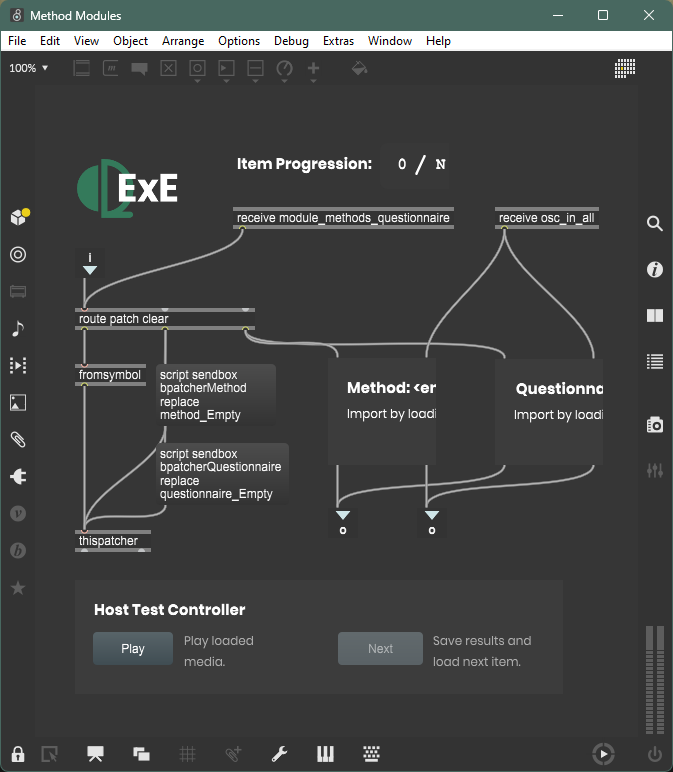 Method Modules
File Edit View Object Arrange Options Debug Extras Window Help
100%
ExE
Item Progression: 0 / N
receive module_methods_questionnaire
receive osc_in_all
i
route patch clear
fromsymbol
script sendbox
bpatcherMethod
replace
method_Empty
script sendbox
bpatcherQuestionnaire
replace
questionnaire_Empty
Method: <er
Import by loadi
Questionna
Import by loadi
o
o
thispatcher
Host Test Controller
Play
Play loaded
media.
Next
Save results and
load next item.